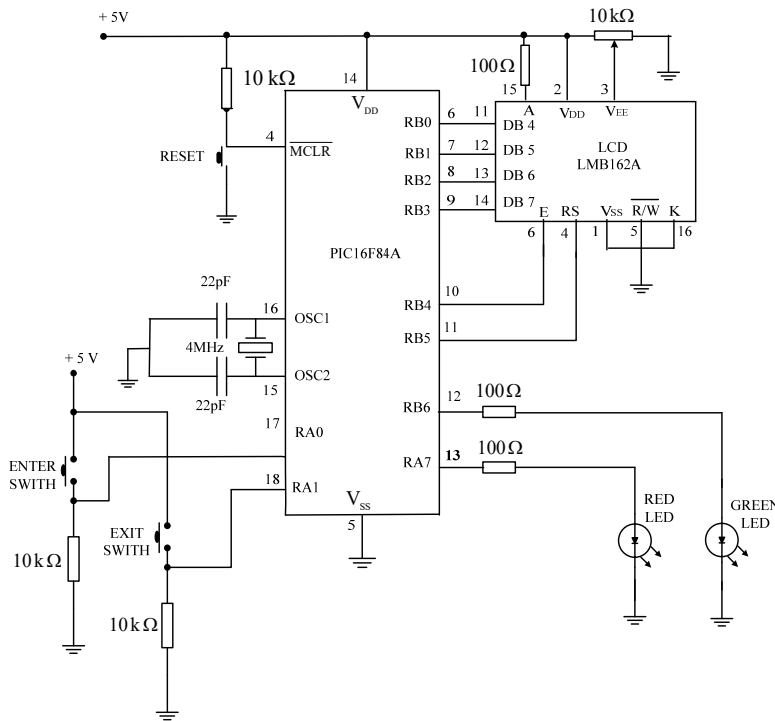 + 5V
10kΩ
100Ω
10 kΩ
14
15
2
3
V DD
A
VDD
VEE
6
11
RB0
DB 4
LCD
LMB162A
4
MCLR
RESET
7
12
RB1
DB 5
8
13
RB2
DB 6
9
14
RB3
DB 7
E
RS
VSS
R/W
K
6
4
1
5
16
PIC16F84A
22pF
10
RB4
16
OSC1
11
RB5
4MHz
+ 5 V
OSC2
15
22pF
12
100Ω
RB6
17
RA0
13
100Ω
RA7
ENTER
SWITH
18
RA1
VSS
5
RED
LED
GREEN
LED
EXIT
SWITH
10kΩ
10kΩ